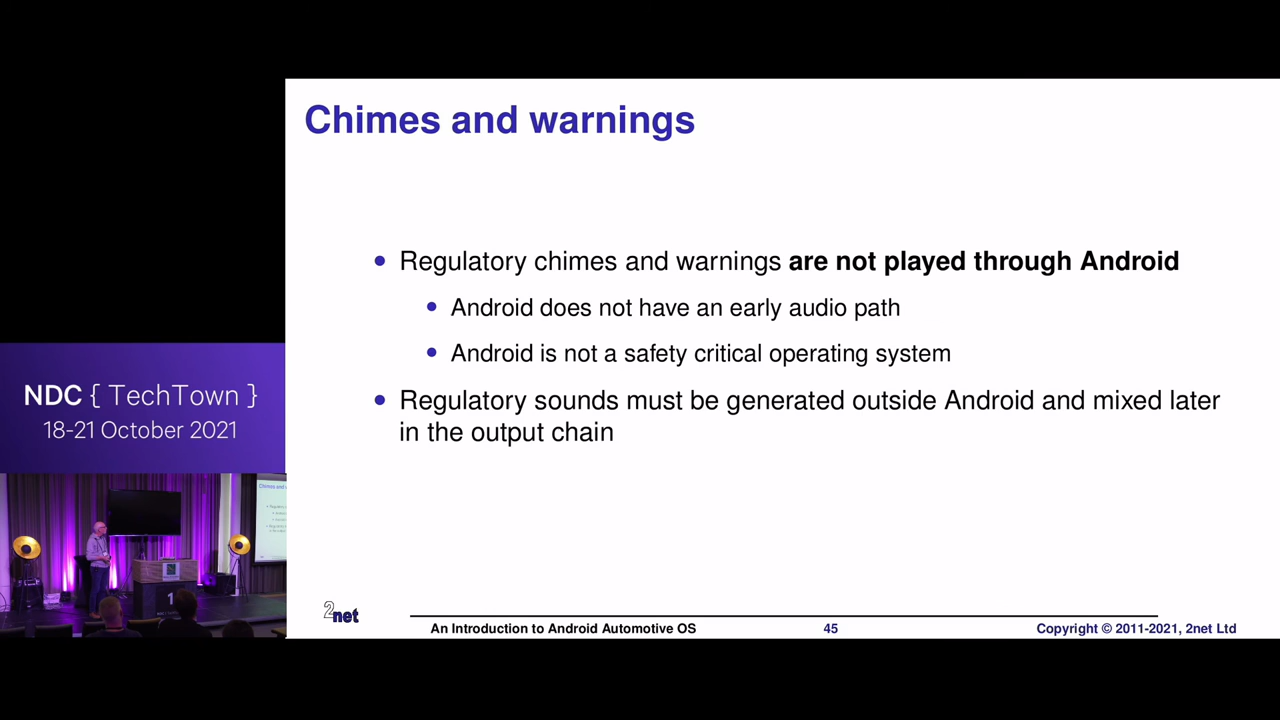 Chimes and warnings
• Regulatory chimes and warnings are not played through Android
• Android does not have an early audio path
• Android is not a safety critical operating system
• Regulatory sounds must be generated outside Android and mixed later
in the output chain
NDC { TechTown }
18-21 October 2021
1
2net
An Introduction to Android Automotive OS 45 Copyright © 2011-2021, 2net Ltd